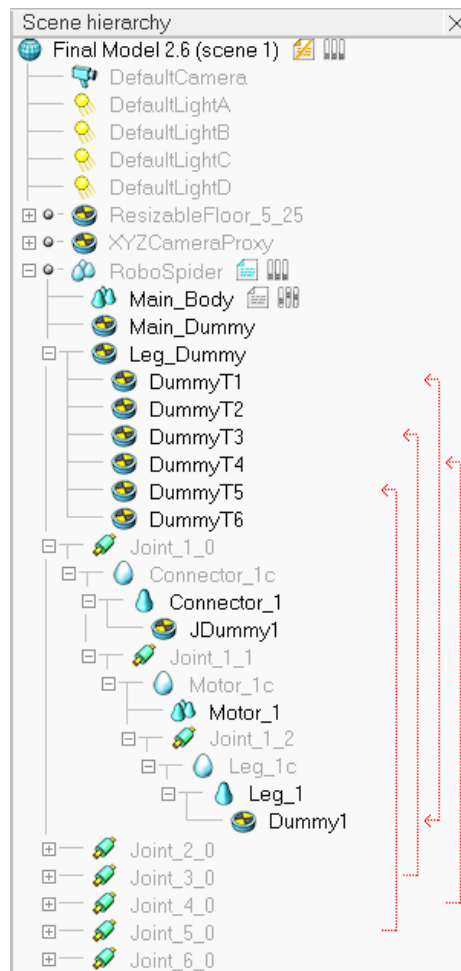 Scene hierarchy
Final Model 2.6 (scene 1)
DefaultCamera
DefaultLightA
DefaultLightB
DefaultLightC
DefaultLightD
ResizableFloor_5_25
XYZCameraProxy
RoboSpider
Main_Body
Main_Dummy
Leg_Dummy
DummyT1
DummyT2
DummyT3
DummyT4
DummyT5
DummyT6
Joint_1_0
Connector_1c
Connector_1
JDummy1
Joint_1_1
Motor_1c
Motor_1
Joint_1_2
Leg_1c
Leg_1
Dummy1
Joint_2_0
Joint_3_0
Joint_4_0
Joint_5_0
Joint_6_0